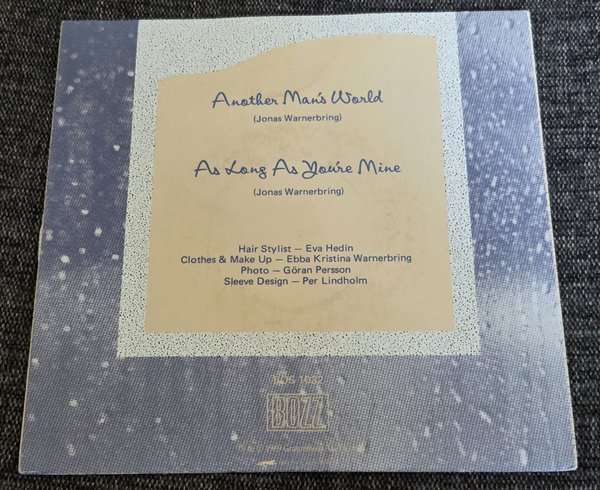 Another Man's World
(Jonas Warnerbring)
As Long As You're Mine
(Jonas Warnerbring)
Hair Stylist – Eva Hedin
Clothes & Make Up – Ebba Kristina Warnerbring
Photo – Göran Persson
Sleeve Design – Per Lindholm
1032
BOZZ